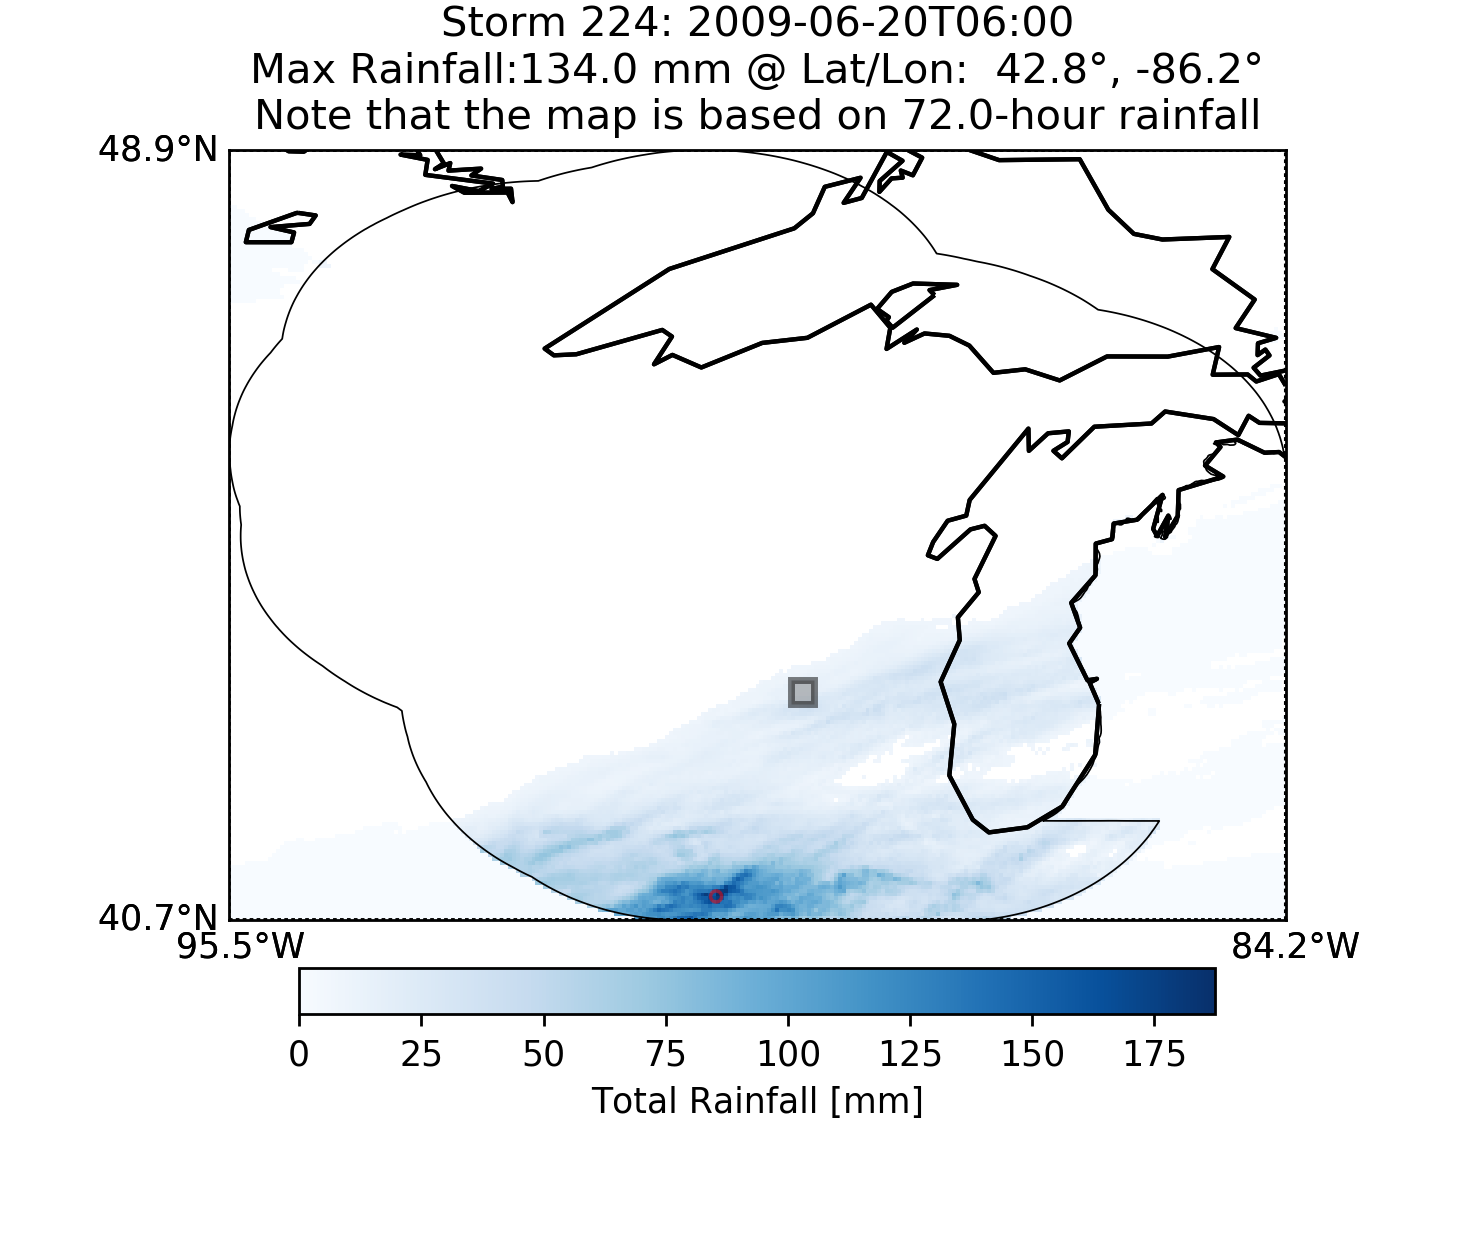 Storm 224: 2009-06-20T06:00
Max Rainfall:134.0 mm @ Lat/Lon:  42.8°, -86.2°
Note that the map is based on 72.0-hour rainfall
48.9°N
40.7°N
95.5°W 84.2°W
0 25 50 75 100 125 150 175
Total Rainfall [mm]